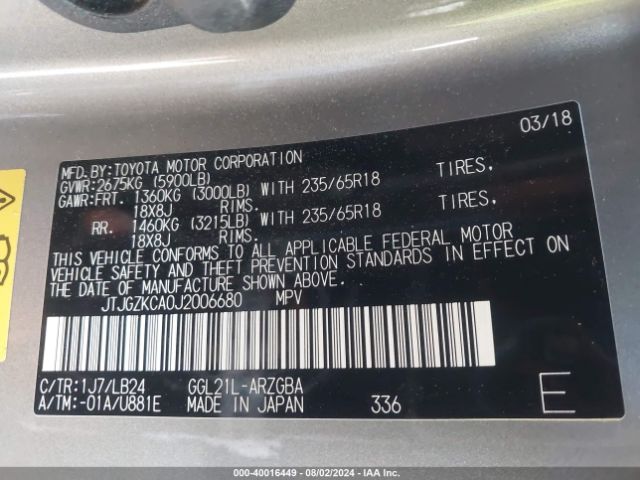 03/18
MFD.BY:TOYOTA MOTOR CORPORATION
GVWR:2675KG (5900LB)
GAWR:FRT. 1360KG (3000LB) WITH 235/65R18 TIRES,
18X8J RIMS.
RR. 1460KG (3215LB) WITH 235/65R18 TIRES,
18X8J RIMS.
THIS VEHICLE CONFORMS TO ALL APPLICABLE FEDERAL MOTOR
VEHICLE SAFETY AND THEFT PREVENTION STANDARDS IN EFFECT ON
THE DATE OF MANUFACTURE SHOWN ABOVE.
JTJGZKCA0J2006680 MPV
C/TR:1J7/LB24 GGL21L-ARZGBA
A/TM:-01A/U881E MADE IN JAPAN 336 E
000-40016449 - 08/02/2024 - IAAI.COM